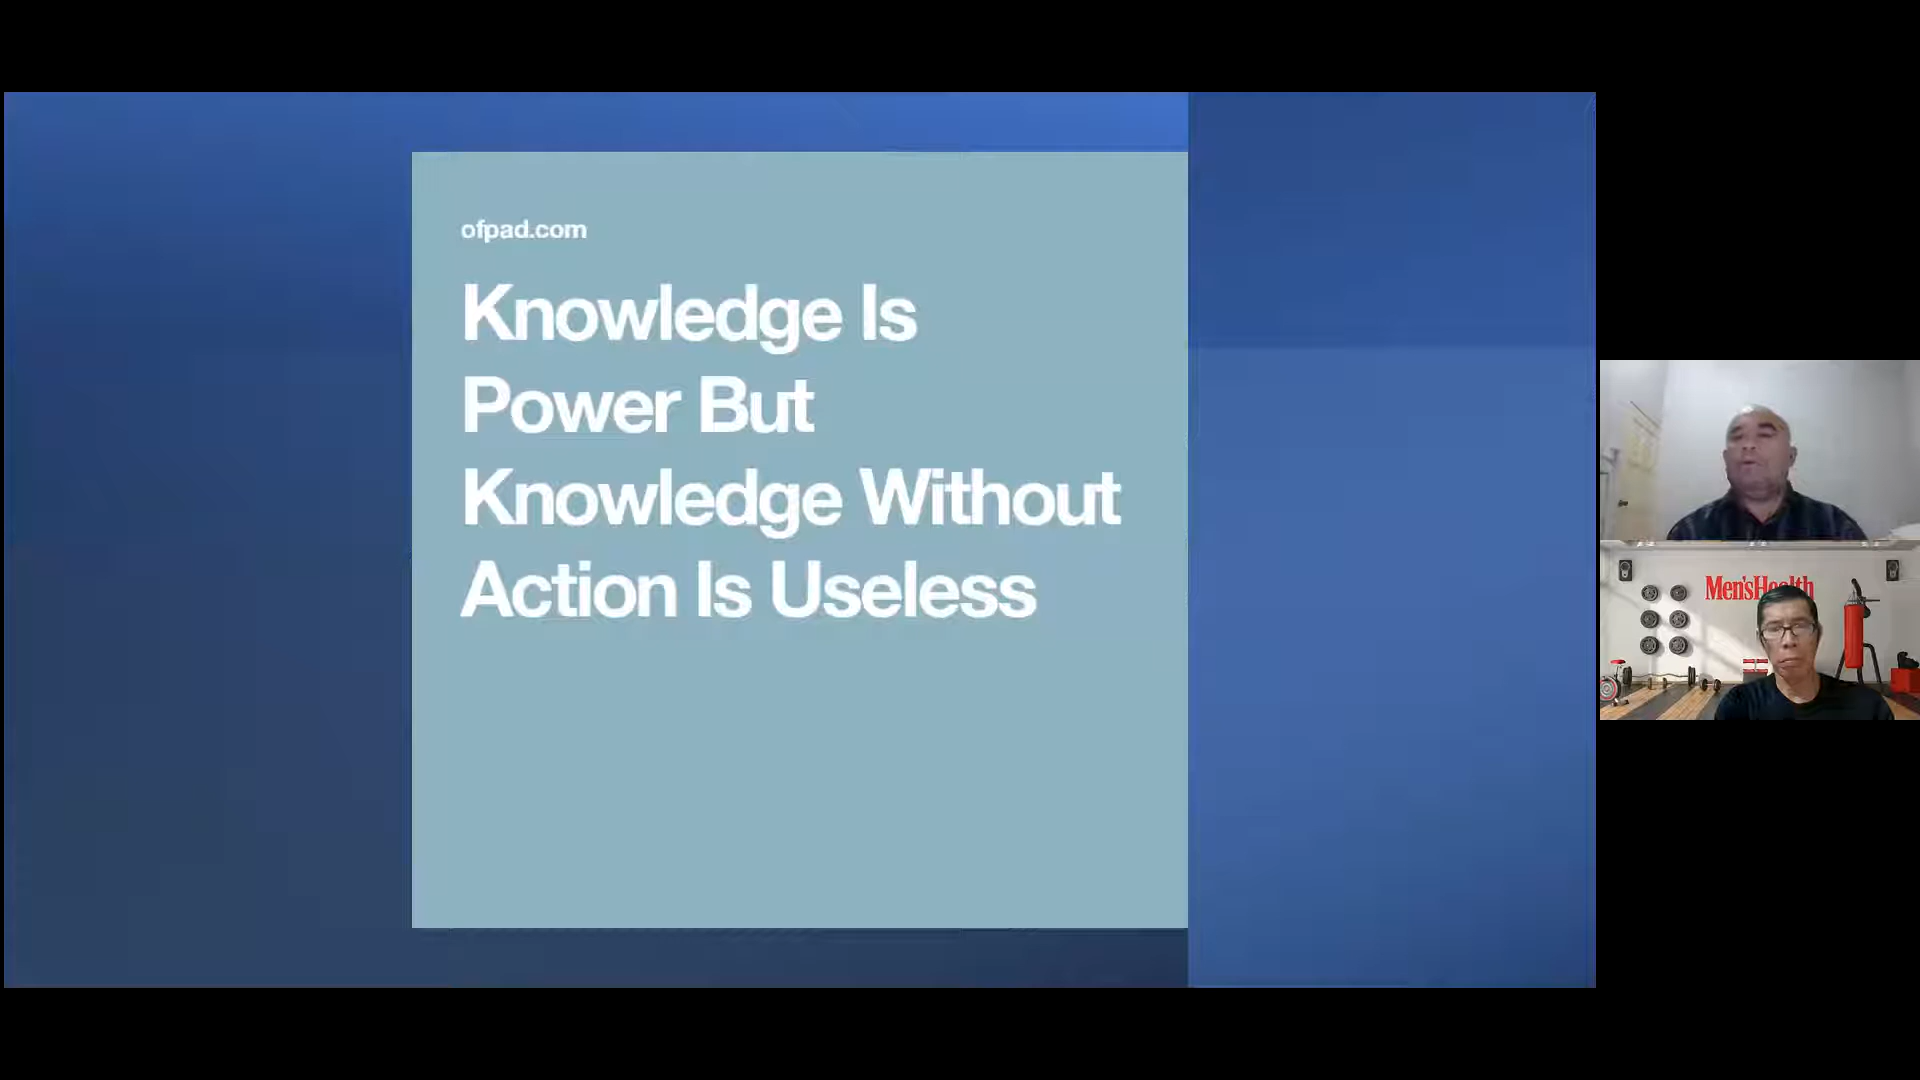 ofpad.com
Knowledge Is
Power But
Knowledge Without
Action Is Useless
Men'sHealth